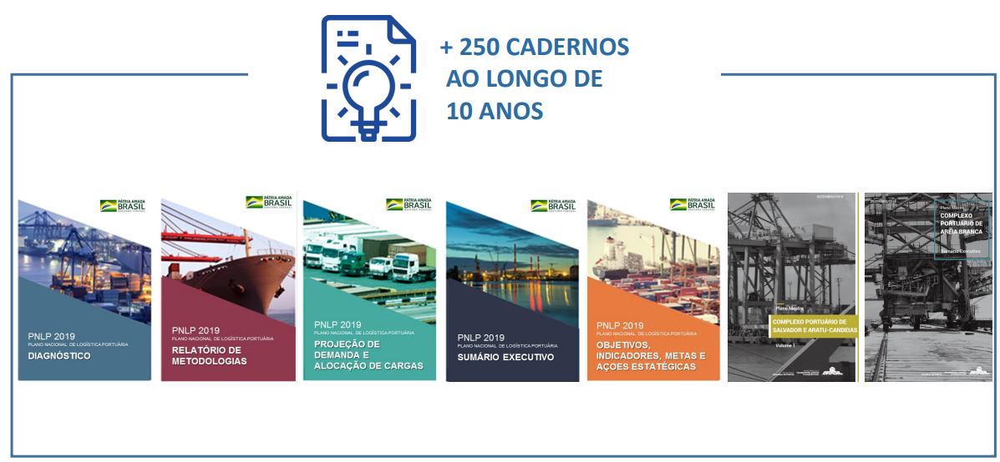 + 250 CADERNOS
AO LONGO DE
10 ANOS
PÁTRIA AMADA
BRASIL
GOVERNO FEDERAL
PNLP 2019
PLANO NACIONAL DE LOGÍSTICA PORTUÁRIA
DIAGNÓSTICO
PÁTRIA AMADA
BRASIL
GOVERNO FEDERAL
PNLP 2019
PLANO NACIONAL DE LOGÍSTICA PORTUÁRIA
RELATÓRIO DE
METODOLOGIAS
PÁTRIA AMADA
BRASIL
GOVERNO FEDERAL
PNLP 2019
PLANO NACIONAL DE LOGÍSTICA PORTUÁRIA
PROJEÇÃO DE
DEMANDA E
ALOCAÇÃO DE CARGAS
PÁTRIA AMADA
BRASIL
GOVERNO FEDERAL
PNLP 2019
PLANO NACIONAL DE LOGÍSTICA PORTUÁRIA
SUMÁRIO EXECUTIVO
PÁTRIA AMADA
BRASIL
GOVERNO FEDERAL
PNLP 2019
PLANO NACIONAL DE LOGÍSTICA PORTUÁRIA
OBJETIVOS,
INDICADORES, METAS E
AÇOES ESTATÉGICAS
Plano Mestre
COMPLEXO PORTUÁRIO DE
SALVADOR E ARATU-CANDEIAS
Volume 1
Plano Mestre
COMPLEXO
PORTUÁRIO DE
AREIA BRANCA
Sumário Executivo